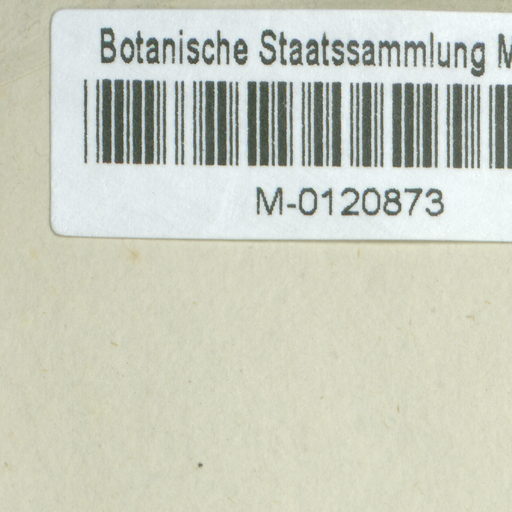 Botanische Staatssammlung M
M-0120873